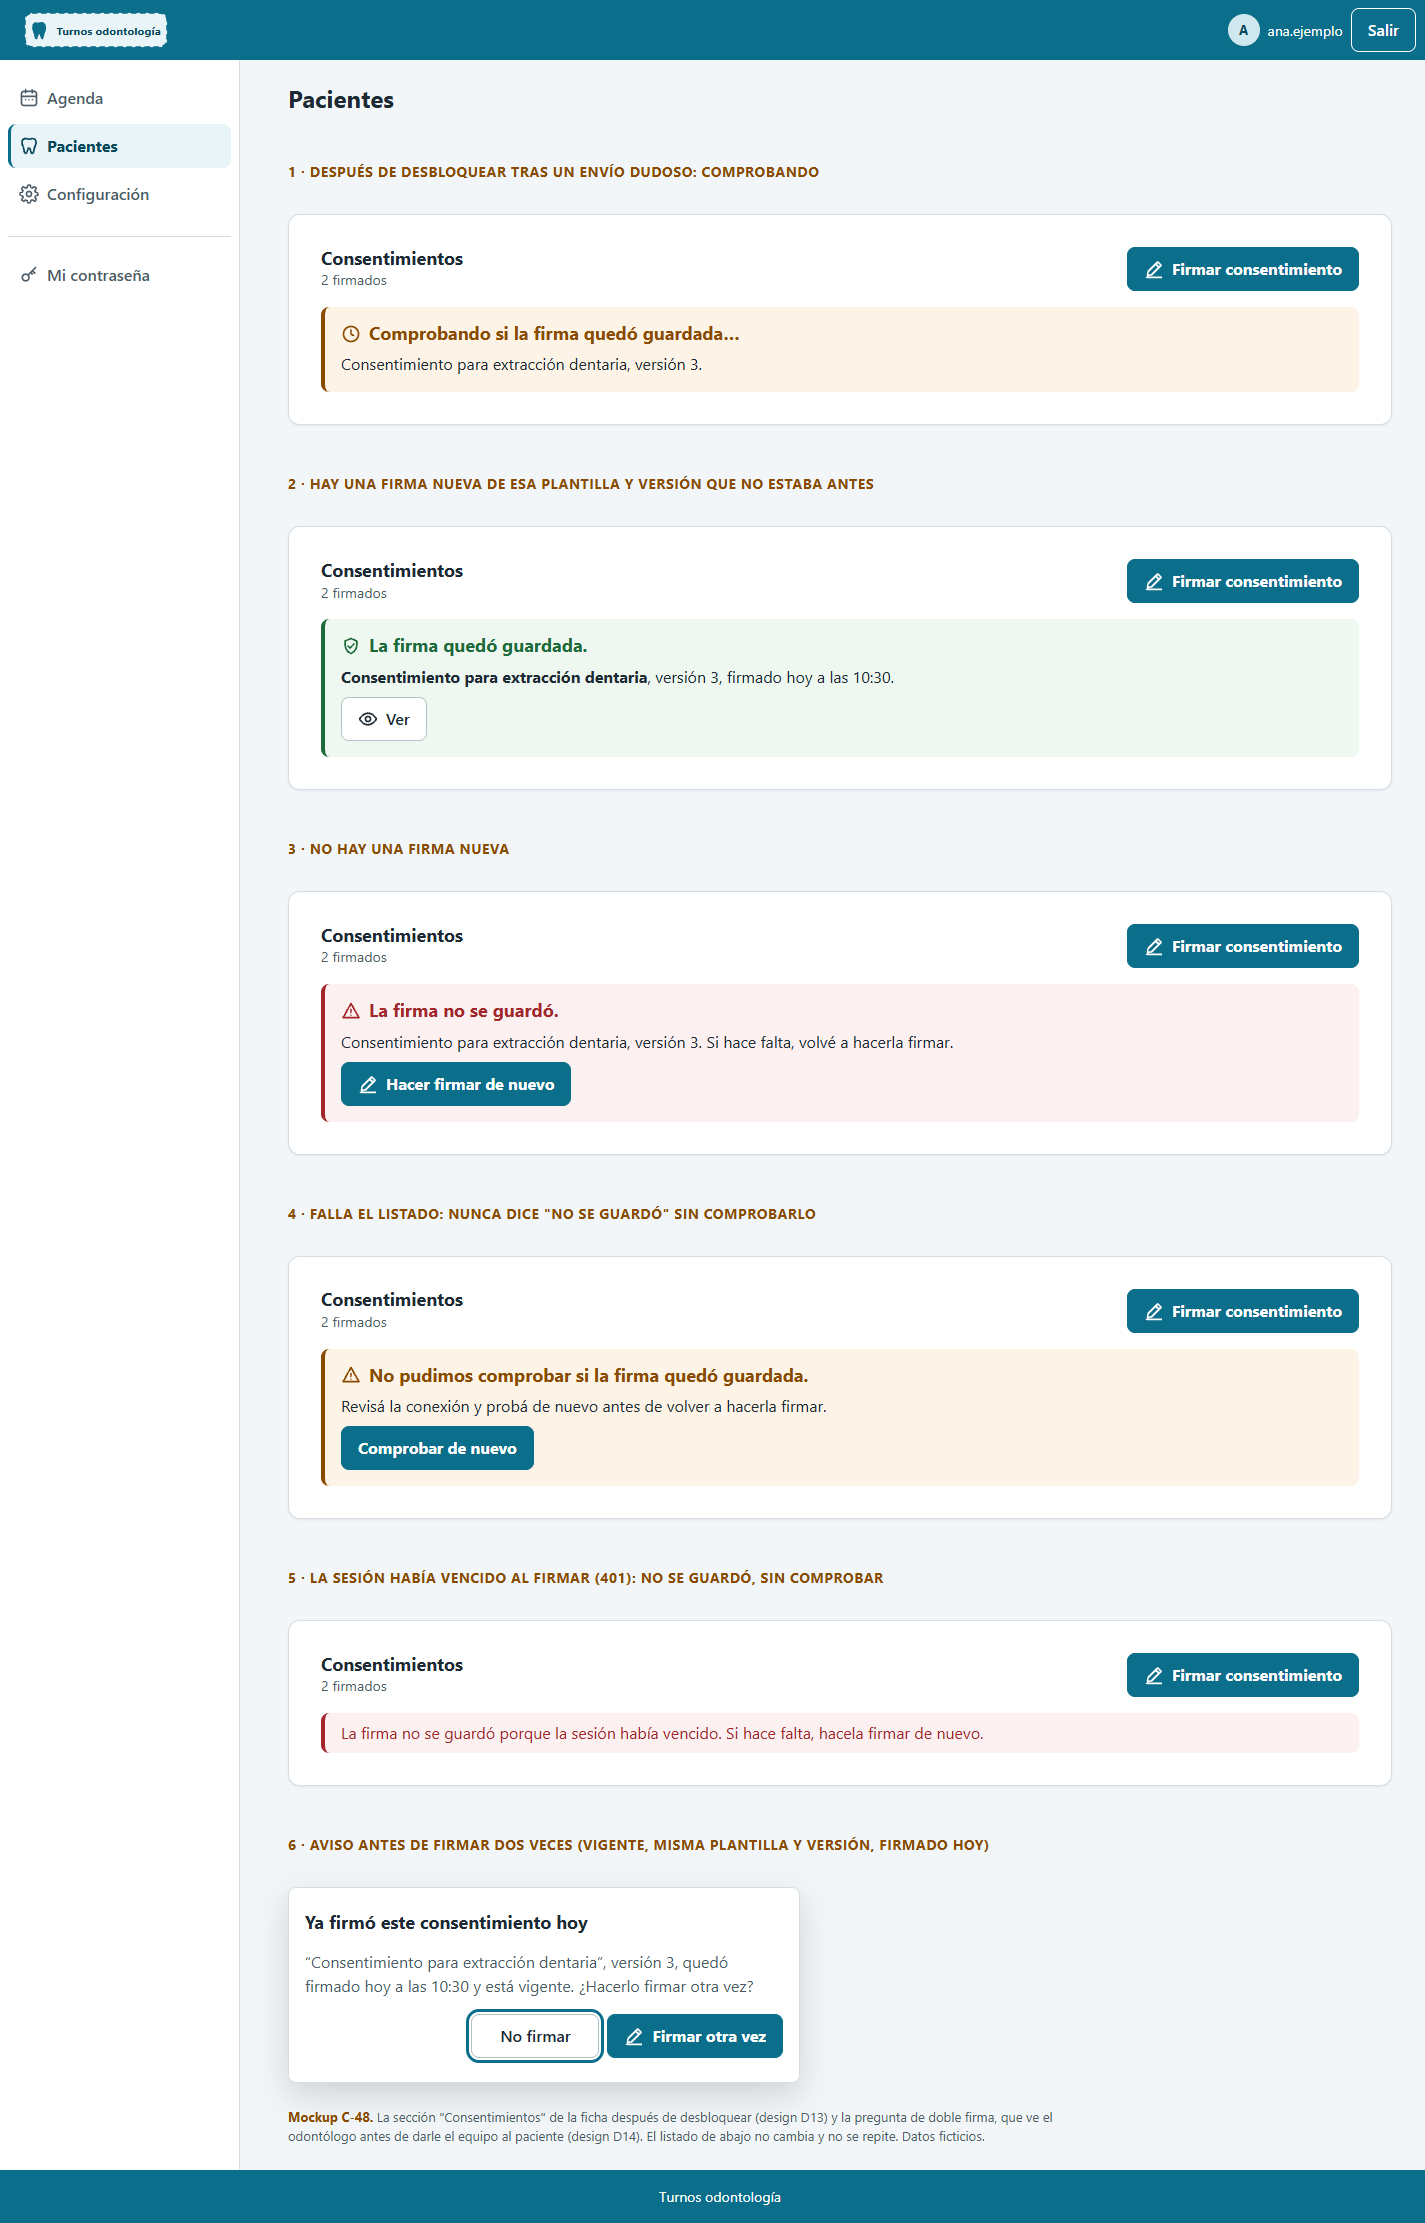 Turnos odontología
A
ana.ejemplo
Salir
Agenda
Pacientes
Configuración
Mi contraseña
Pacientes
1 · DESPUÉS DE DESBLOQUEAR TRAS UN ENVÍO DUDOSO: COMPROBANDO
Consentimientos
2 firmados
Firmar consentimiento
Comprobando si la firma quedó guardada...
Consentimiento para extracción dentaria, versión 3.
2 · HAY UNA FIRMA NUEVA DE ESA PLANTILLA Y VERSIÓN QUE NO ESTABA ANTES
Consentimientos
2 firmados
Firmar consentimiento
La firma quedó guardada.
Consentimiento para extracción dentaria, versión 3, firmado hoy a las 10:30.
Ver
3 · NO HAY UNA FIRMA NUEVA
Consentimientos
2 firmados
Firmar consentimiento
La firma no se guardó.
Consentimiento para extracción dentaria, versión 3. Si hace falta, volvé a hacerla firmar.
Hacer firmar de nuevo
4 · FALLA EL LISTADO: NUNCA DICE "NO SE GUARDÓ" SIN COMPROBARLO
Consentimientos
2 firmados
Firmar consentimiento
No pudimos comprobar si la firma quedó guardada.
Revisá la conexión y probá de nuevo antes de volver a hacerla firmar.
Comprobar de nuevo
5 · LA SESIÓN HABÍA VENCIDO AL FIRMAR (401): NO SE GUARDÓ, SIN COMPROBAR
Consentimientos
2 firmados
Firmar consentimiento
La firma no se guardó porque la sesión había vencido. Si hace falta, hacela firmar de nuevo.
6 · AVISO ANTES DE FIRMAR DOS VECES (VIGENTE, MISMA PLANTILLA Y VERSIÓN, FIRMADO HOY)
Ya firmó este consentimiento hoy
“Consentimiento para extracción dentaria”, versión 3, quedó
firmado hoy a las 10:30 y está vigente. ¿Hacerlo firmar otra vez?
No firmar
Firmar otra vez
Mockup C-48. La sección "Consentimientos" de la ficha después de desbloquear (design D13) y la pregunta de doble firma, que ve el
odontólogo antes de darle el equipo al paciente (design D14). El listado de abajo no cambia y no se repite. Datos ficticios.
Turnos odontología